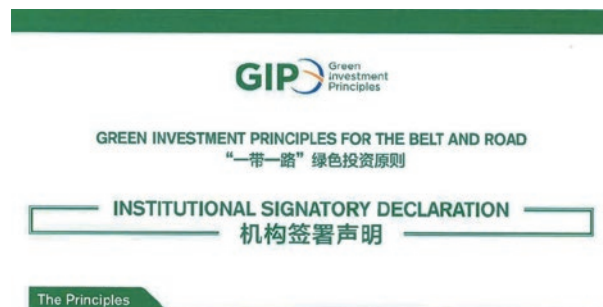 GIP
Green
Investment
Principles
GREEN INVESTMENT PRINCIPLES FOR THE BELT AND ROAD
“一带一路”绿色投资原则
INSTITUTIONAL SIGNATORY DECLARATION
机构签署声明
The Principles